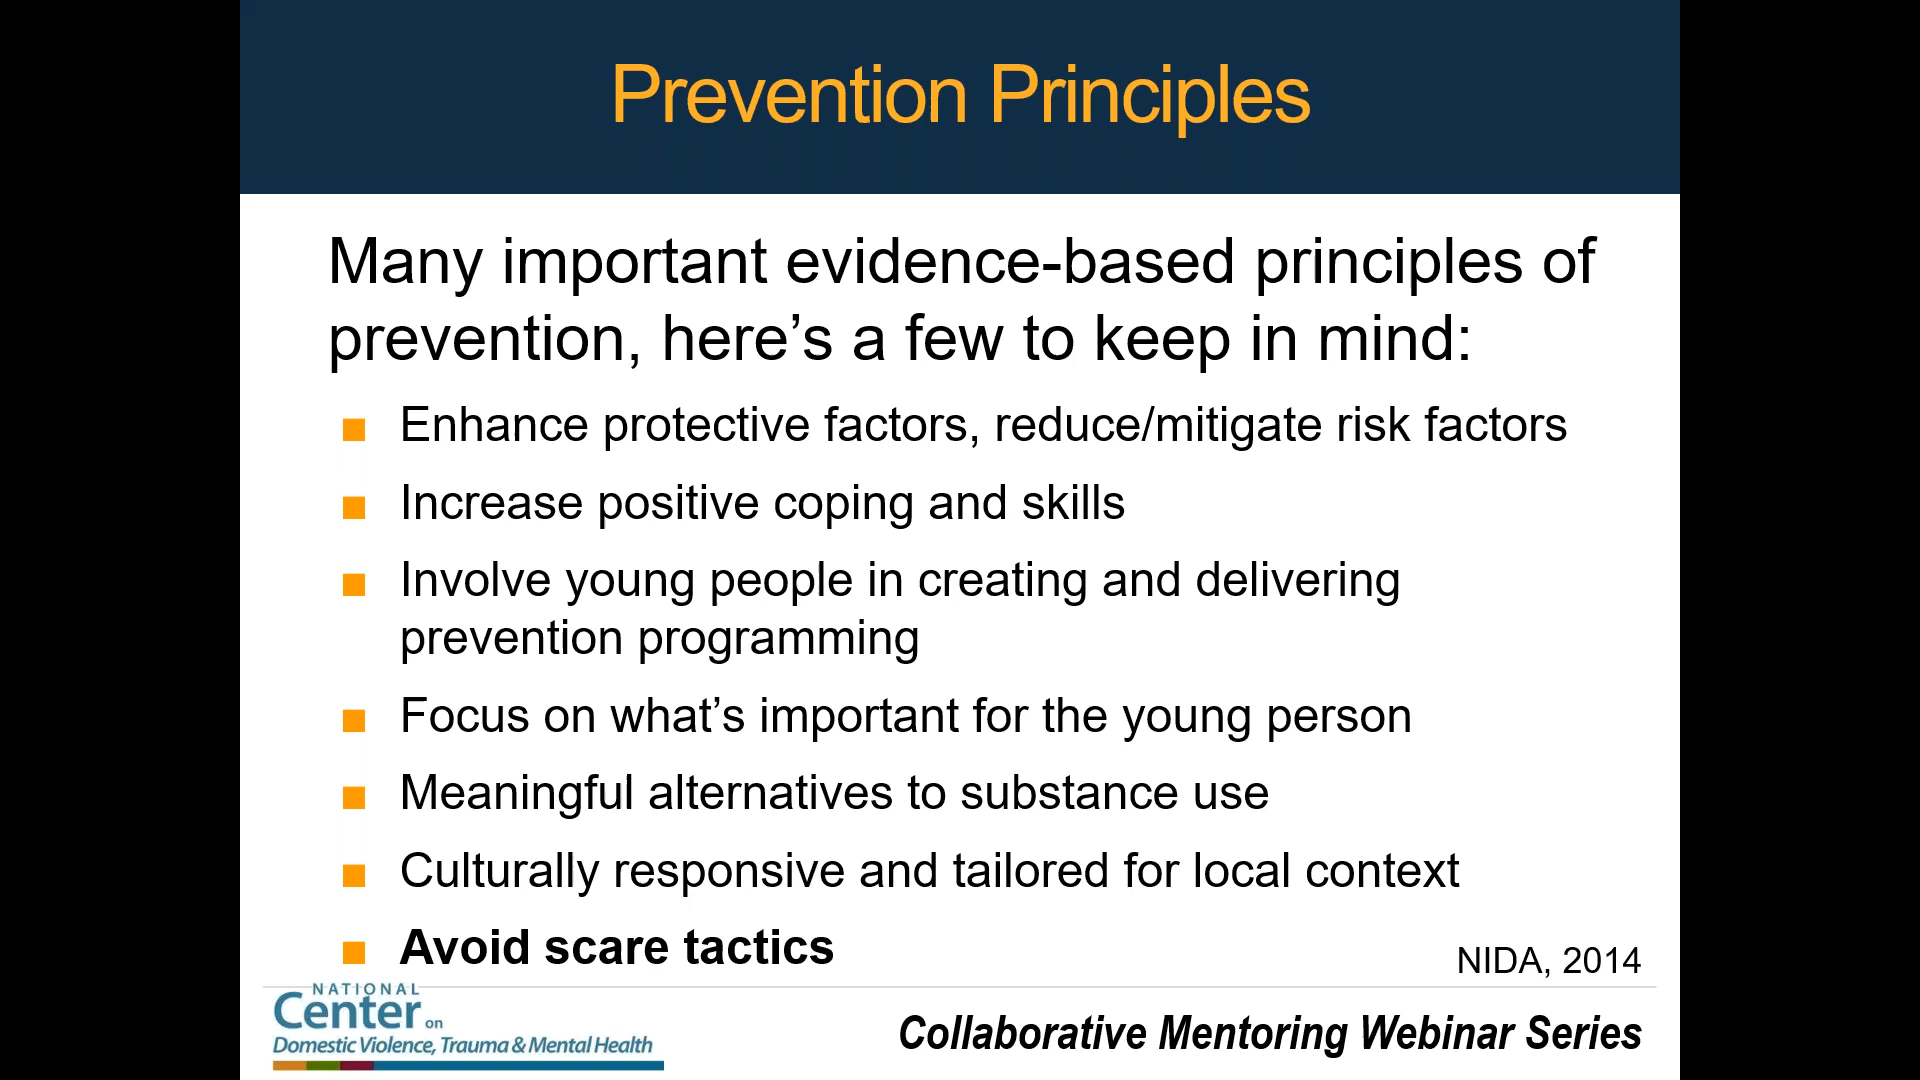 Prevention Principles
Many important evidence-based principles of
prevention, here’s a few to keep in mind:
Enhance protective factors, reduce/mitigate risk factors
Increase positive coping and skills
Involve young people in creating and delivering
prevention programming
Focus on what’s important for the young person
Meaningful alternatives to substance use
Culturally responsive and tailored for local context
Avoid scare tactics
NIDA, 2014
NATIONAL
Center on
Domestic Violence, Trauma & Mental Health
Collaborative Mentoring Webinar Series